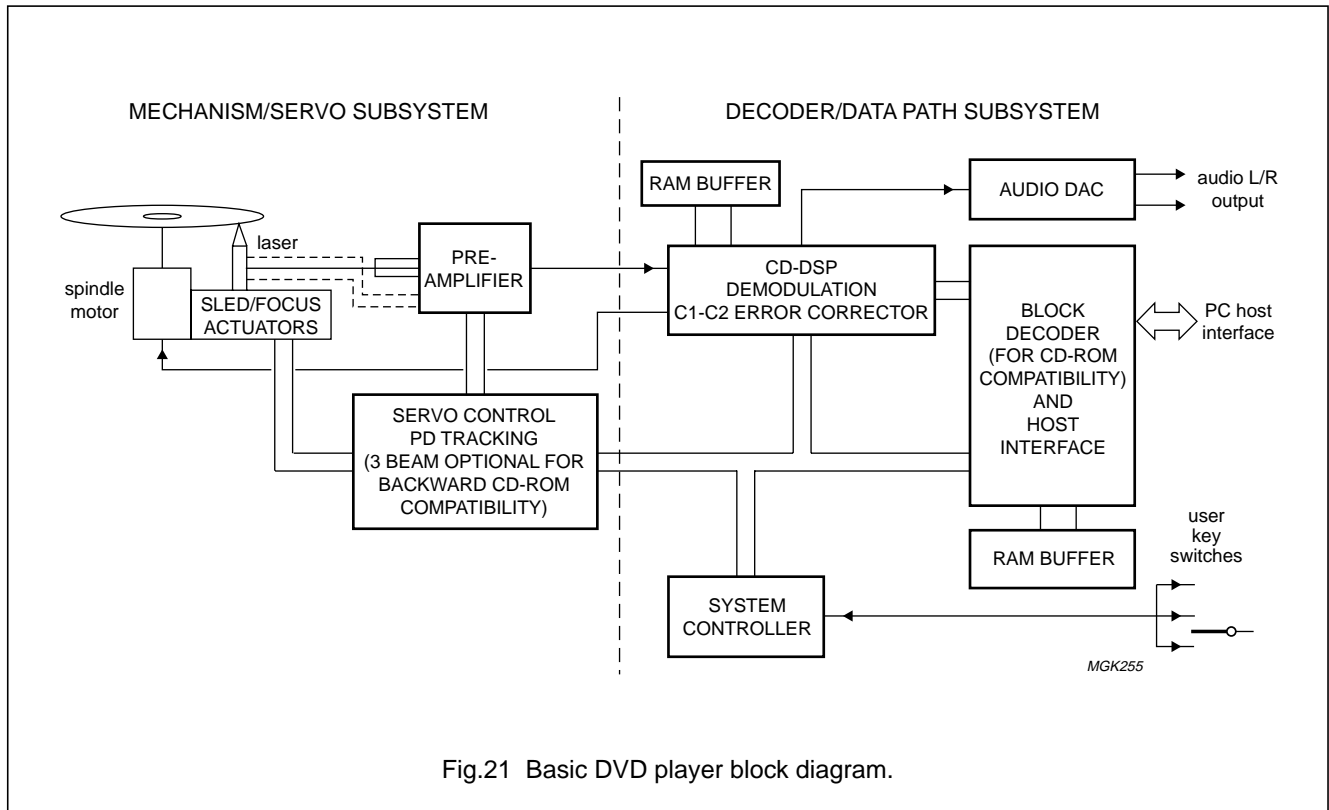 MECHANISM/SERVO SUBSYSTEM
DECODER/DATA PATH SUBSYSTEM
RAM BUFFER
AUDIO DAC
audio L/R
output
laser
PRE-
AMPLIFIER
spindle
motor
SLED/FOCUS
ACTUATORS
CD-DSP
DEMODULATION
C1-C2 ERROR CORRECTOR
BLOCK
DECODER
(FOR CD-ROM
COMPATIBILITY)
AND
HOST
INTERFACE
PC host
interface
SERVO CONTROL
PD TRACKING
(3 BEAM OPTIONAL FOR
BACKWARD CD-ROM
COMPATIBILITY)
RAM BUFFER
user
key
switches
SYSTEM
CONTROLLER
MGK255
Fig.21 Basic DVD player block diagram.